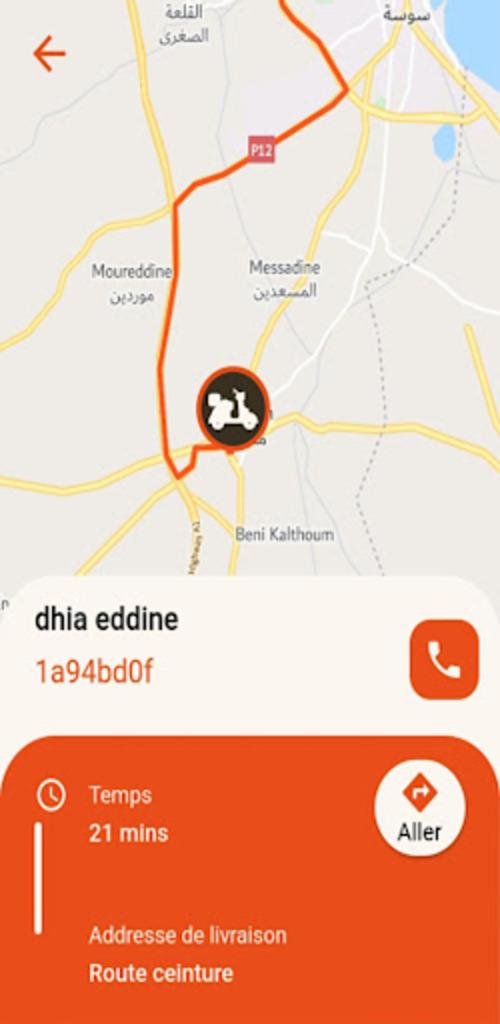 القلعة
الصغرى
سوسة
P12
Moureddine
موردين
Messadine
المسعدين
Beni Kalthoum
Highway A1
dhia eddine
1a94bd0f
Temps
21 mins
Aller
Addresse de livraison
Route ceinture